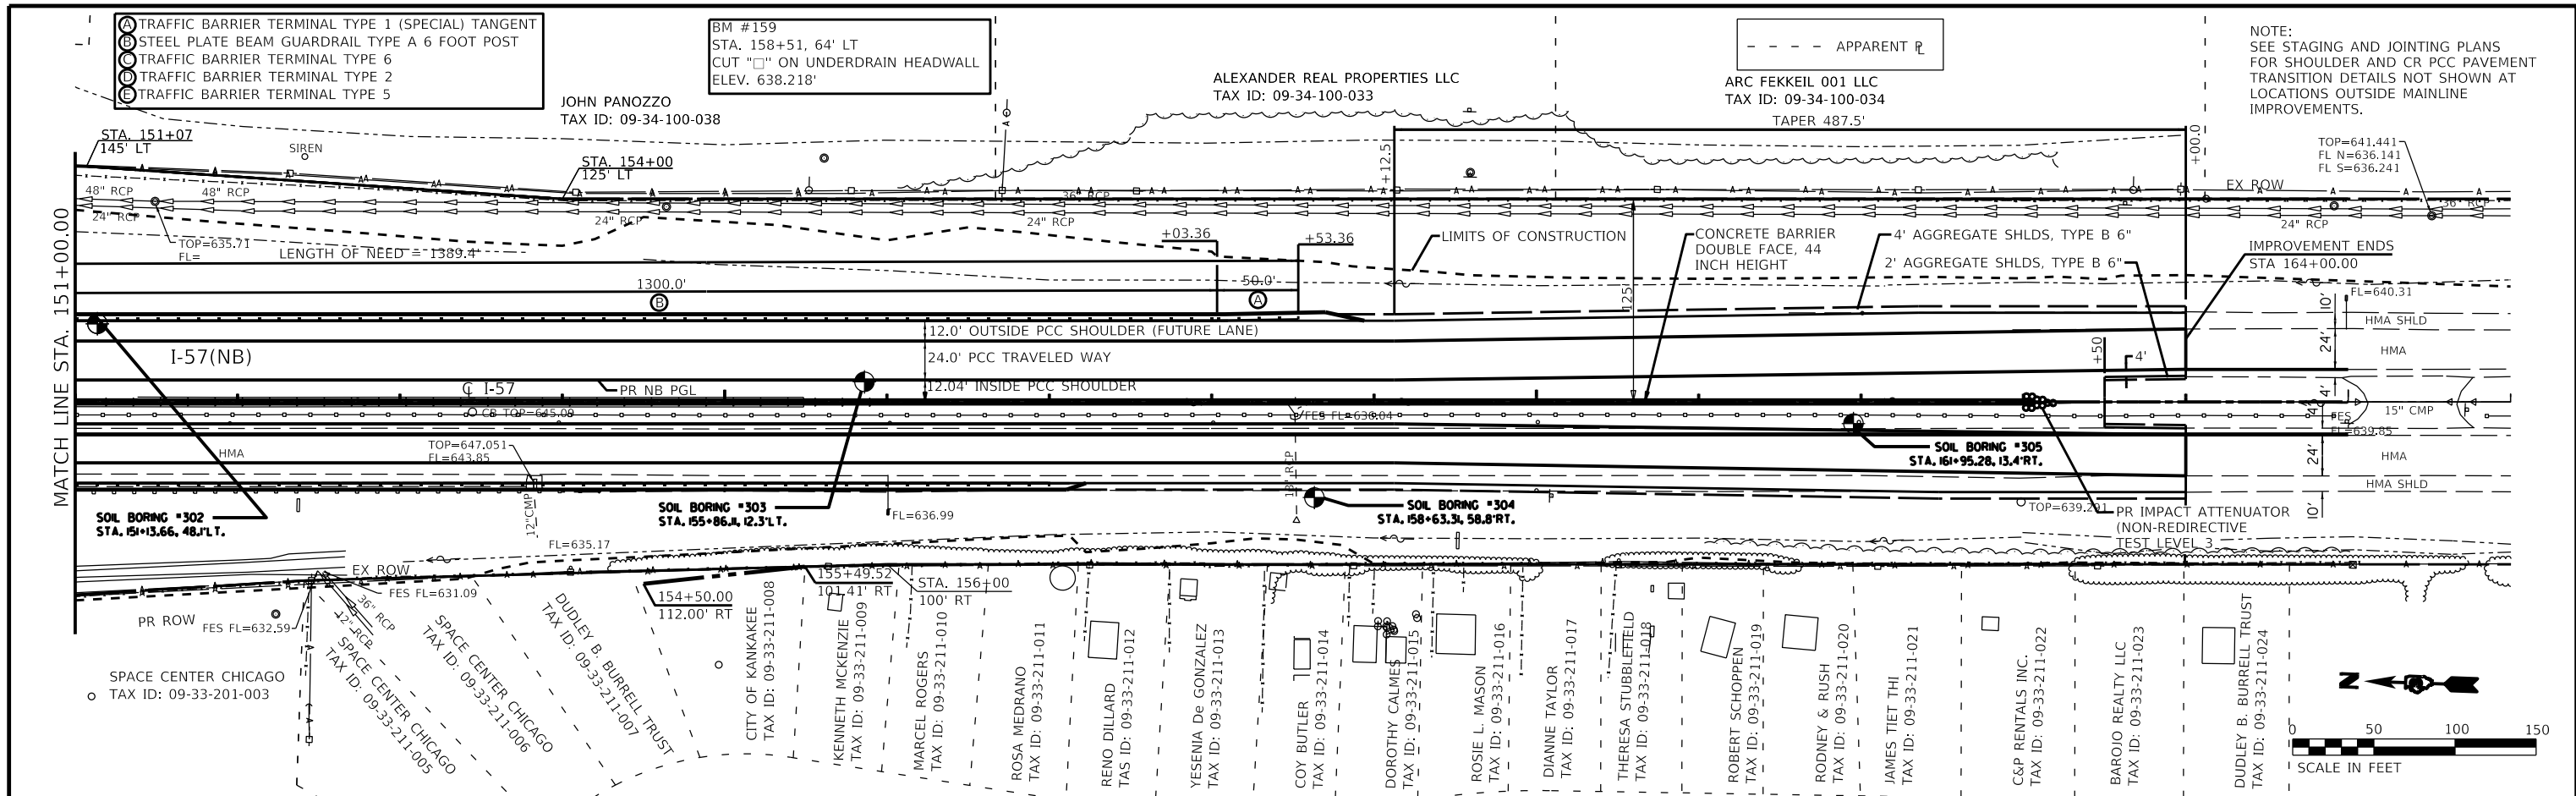 A TRAFFIC BARRIER TERMINAL TYPE 1 (SPECIAL) TANGENT
B STEEL PLATE BEAM GUARDRAIL TYPE A 6 FOOT POST
C TRAFFIC BARRIER TERMINAL TYPE 6
D TRAFFIC BARRIER TERMINAL TYPE 2
E TRAFFIC BARRIER TERMINAL TYPE 5
BM #159
STA. 158+51, 64' LT
CUT "□" ON UNDERDRAIN HEADWALL
ELEV. 638.218'
APPARENT PL
NOTE:
SEE STAGING AND JOINTING PLANS
FOR SHOULDER AND CR PCC PAVEMENT
TRANSITION DETAILS NOT SHOWN AT
LOCATIONS OUTSIDE MAINLINE
IMPROVEMENTS.
JOHN PANOZZO
TAX ID: 09-34-100-038
ALEXANDER REAL PROPERTIES LLC
TAX ID: 09-34-100-033
ARC FEKKEIL 001 LLC
TAX ID: 09-34-100-034
TAPER 487.5'
STA. 151+07
145' LT
SIREN
STA. 154+00
125' LT
+12.5
+00.0
TOP=641.441
FL N=636.141
FL S=636.241
EX ROW
48" RCP
48" RCP
36" RCP
36" RCP
24" RCP
24" RCP
24" RCP
24" RCP
TOP=635.71
FL=
LENGTH OF NEED = 1389.4'
+03.36
+53.36
LIMITS OF CONSTRUCTION
CONCRETE BARRIER
DOUBLE FACE, 44
INCH HEIGHT
4' AGGREGATE SHLDS, TYPE B 6"
2' AGGREGATE SHLDS, TYPE B 6"
IMPROVEMENT ENDS
STA 164+00.00
MATCH LINE STA. 151+00.00
1300.0'
B
50.0'
A
125'
FL=640.31
10'
HMA SHLD
24'
HMA
12.0' OUTSIDE PCC SHOULDER (FUTURE LANE)
I-57(NB)
24.0' PCC TRAVELED WAY
+50
4'
12.04' INSIDE PCC SHOULDER
CL I-57
PR NB PGL
CB TOP=645.09
FES FL=636.04
4'
4'
FES
15" CMP
FL=639.85
TOP=647.051
FL=643.85
HMA
SOIL BORING #305
STA. 161+95.28, 13.4'RT.
24'
HMA
HMA SHLD
10'
18" RCP
12"CMP
SOIL BORING #302
STA. 151+13.66, 48.1'LT.
SOIL BORING #303
STA. 155+86.11, 12.3'LT.
FL=636.99
SOIL BORING #304
STA. 158+63.31, 58.8'RT.
TOP=639.291
PR IMPACT ATTENUATOR
(NON-REDIRECTIVE
TEST LEVEL 3
FL=635.17
EX ROW
FES FL=631.09
36" RCP
12" RCP
PR ROW
FES FL=632.59
154+50.00
112.00' RT
155+49.52
101.41' RT
STA. 156+00
100' RT
SPACE CENTER CHICAGO
TAX ID: 09-33-201-003
SPACE CENTER CHICAGO
TAX ID: 09-33-211-005
SPACE CENTER CHICAGO
TAX ID: 09-33-211-006
DUDLEY B. BURRELL TRUST
TAX ID: 09-33-211-007
CITY OF KANKAKEE
TAX ID: 09-33-211-008
KENNETH MCKENZIE
TAX ID: 09-33-211-009
MARCEL ROGERS
TAX ID: 09-33-211-010
ROSA MEDRANO
TAX ID: 09-33-211-011
RENO DILLARD
TAS ID: 09-33-211-012
YESENIA De GONZALEZ
TAX ID: 09-33-211-013
COY BUTLER
TAX ID: 09-33-211-014
DOROTHY CALMES
TAX ID: 09-33-211-015
ROSIE L. MASON
TAX ID: 09-33-211-016
DIANNE TAYLOR
TAX ID: 09-33-211-017
THERESA STUBBLEFIELD
TAX ID: 09-33-211-018
ROBERT SCHOPPEN
TAX ID: 09-33-211-019
RODNEY & RUSH
TAX ID: 09-33-211-020
JAMES TIET THI
TAX ID: 09-33-211-021
C&P RENTALS INC.
TAX ID: 09-33-211-022
BAROJO REALTY LLC
TAX ID: 09-33-211-023
DUDLEY B. BURRELL TRUST
TAX ID: 09-33-211-024
N
0 50 100 150
SCALE IN FEET